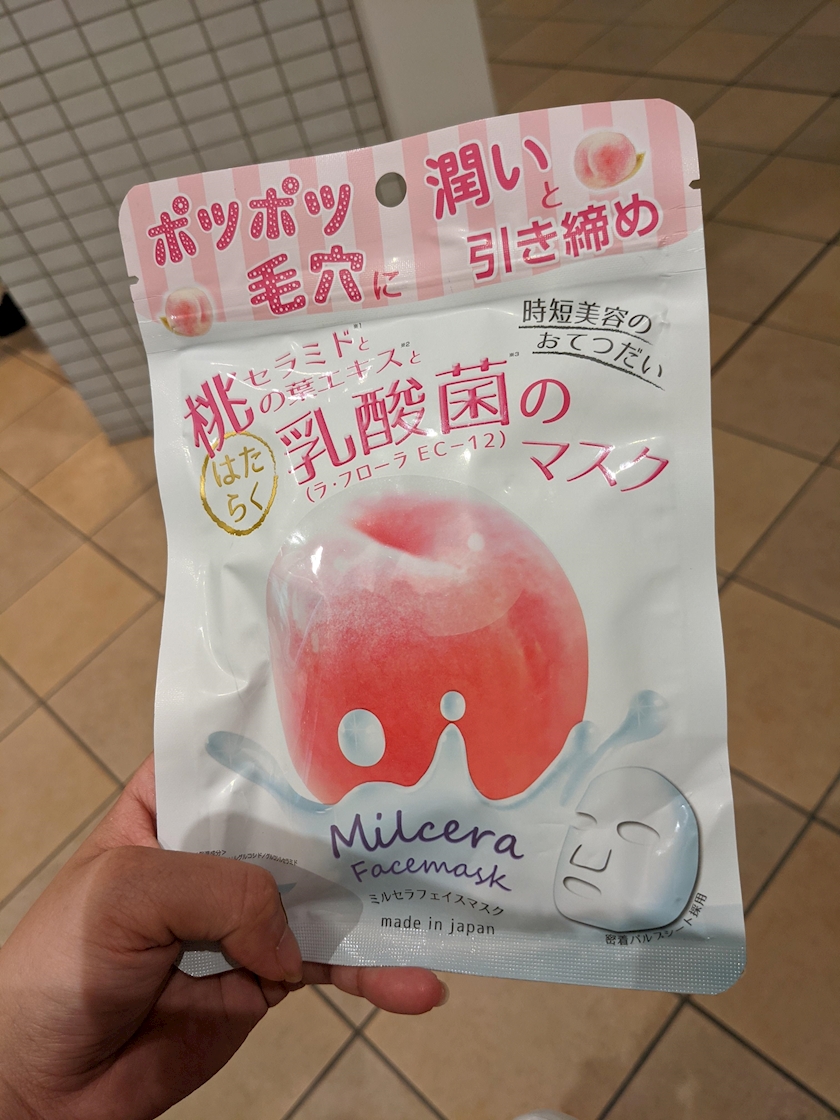 ポツポツ
毛穴に
潤いと
引き締め
時短美容の
おてつだい
セラミド※1と
桃の葉エキス※2と
はたらく
乳酸菌※3の
(ラ・フローラ EC-12)
マスク
Milcera
Facemask
ミルセラフェイスマスク
made in japan
密着パルプシート採用